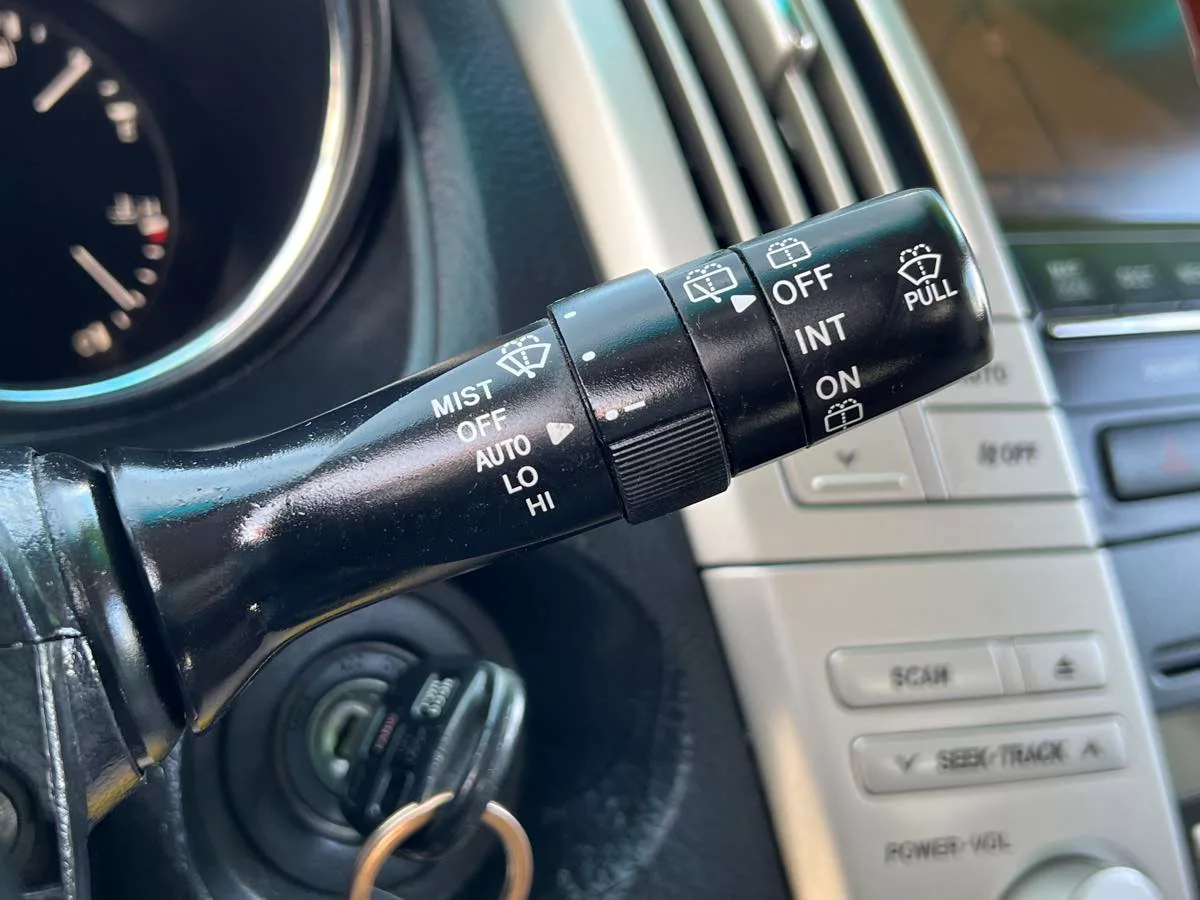 MIST
OFF
AUTO
LO
HI
OFF
INT
ON
PULL
OFF
SCAN
SEEK/TRACK
POWER·VOL